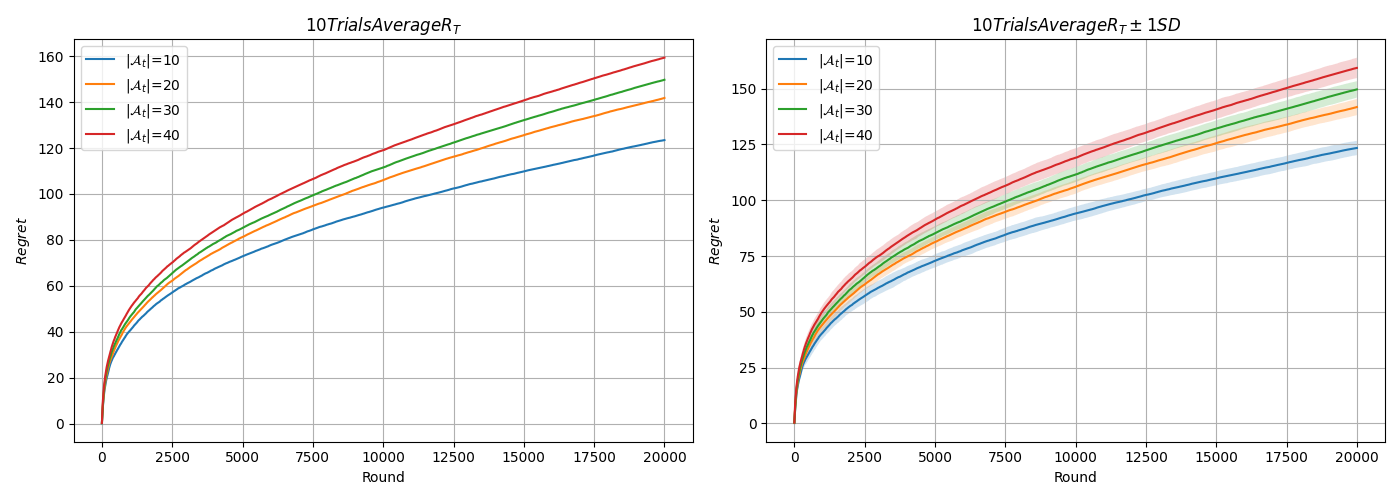 10TrialsAverageR_T
|𝒜_t|=10
|𝒜_t|=20
|𝒜_t|=30
|𝒜_t|=40
160
140
120
100
80
60
40
20
0
Regret
0 2500 5000 7500 10000 12500 15000 17500 20000
Round
10TrialsAverageR_T ± 1SD
|𝒜_t|=10
|𝒜_t|=20
|𝒜_t|=30
|𝒜_t|=40
150
125
100
75
50
25
0
Regret
0 2500 5000 7500 10000 12500 15000 17500 20000
Round